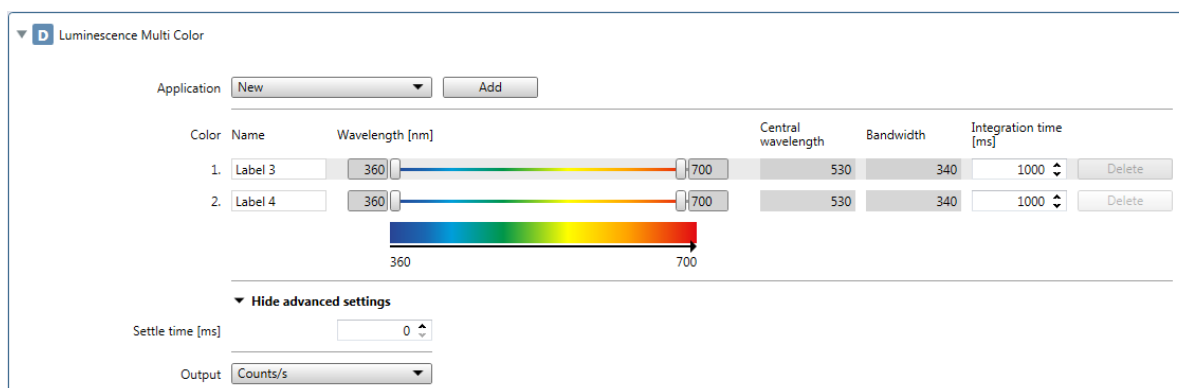 D Luminescence Multi Color
Application New Add
Color Name Wavelength [nm] Central wavelength Bandwidth Integration time [ms]
1. Label 3 360 700 530 340 1000 Delete
2. Label 4 360 700 530 340 1000 Delete
360 700
Hide advanced settings
Settle time [ms] 0
Output Counts/s